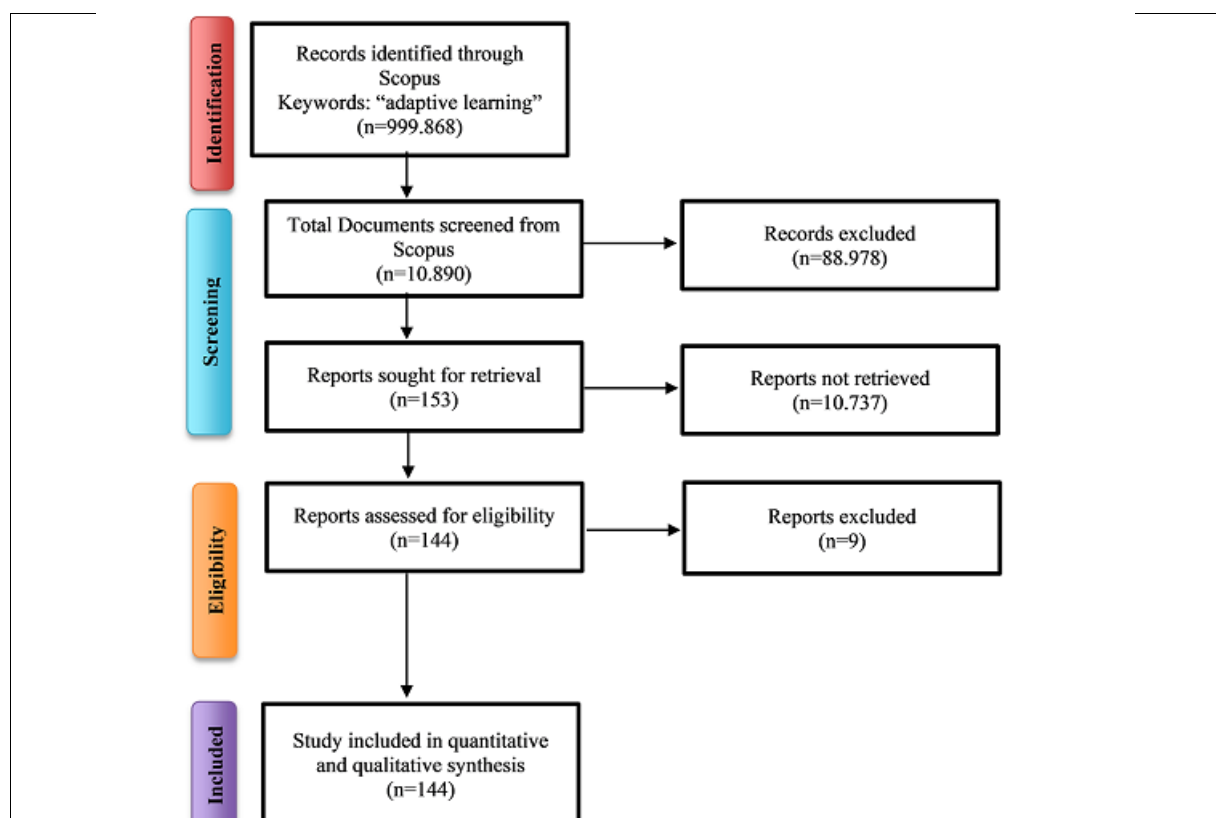 Identification
Records identified through
Scopus
Keywords: “adaptive learning”
(n=999.868)
Screening
Total Documents screened from
Scopus
(n=10.890)
Records excluded
(n=88.978)
Reports sought for retrieval
(n=153)
Reports not retrieved
(n=10.737)
Eligibility
Reports assessed for eligibility
(n=144)
Reports excluded
(n=9)
Included
Study included in quantitative
and qualitative synthesis
(n=144)